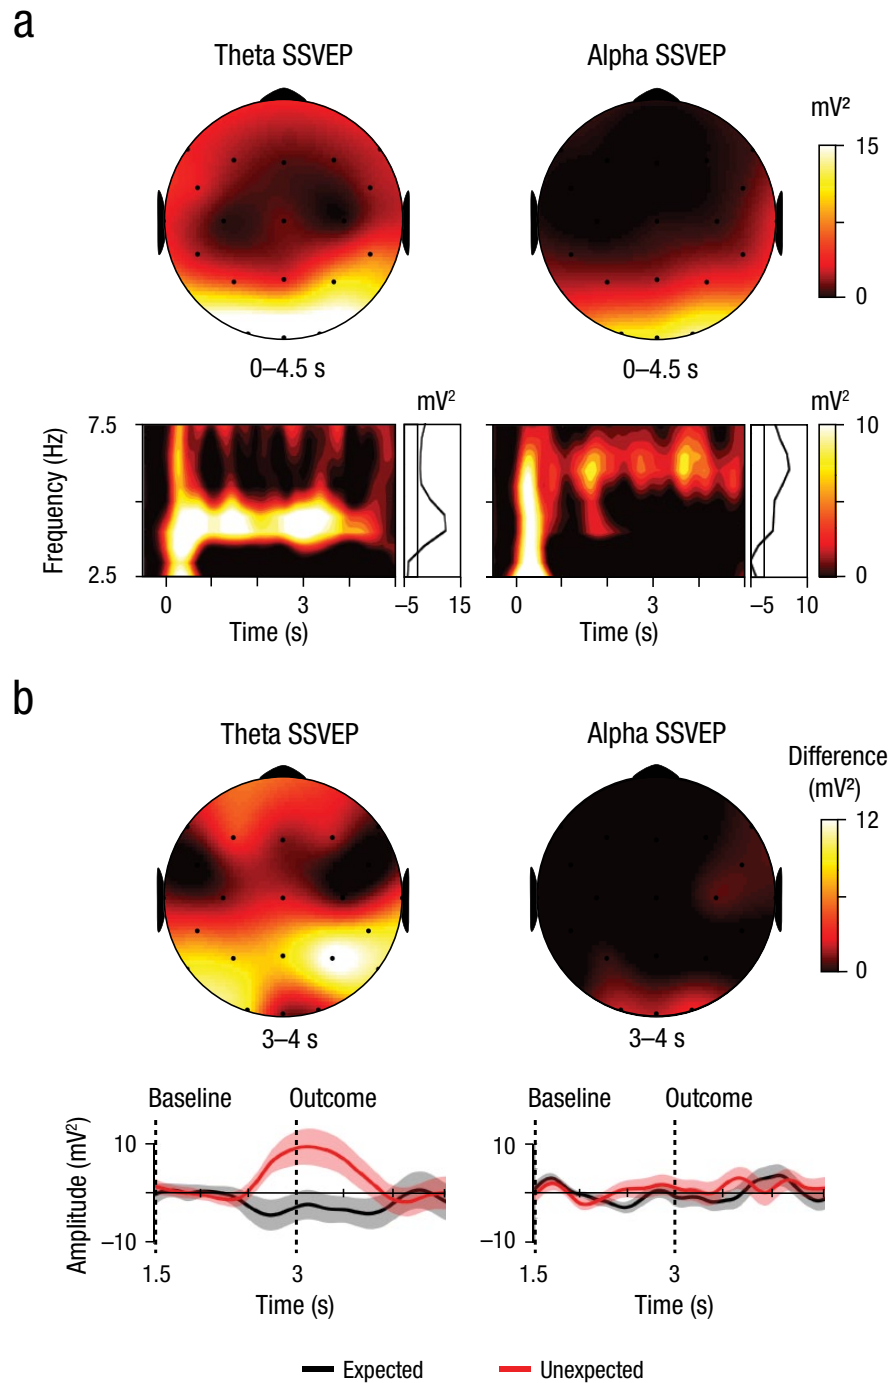 a
Theta SSVEP
Alpha SSVEP
mV²
15
0
0–4.5 s
0–4.5 s
mV²
mV²
7.5
Frequency (Hz)
2.5
10
0
0
3
–5
15
0
3
–5
10
Time (s)
Time (s)
b
Theta SSVEP
Alpha SSVEP
Difference
(mV²)
12
0
3–4 s
3–4 s
Baseline
Outcome
Baseline
Outcome
Amplitude (mV²)
10
–10
10
–10
1.5
3
1.5
3
Time (s)
Time (s)
Expected
Unexpected